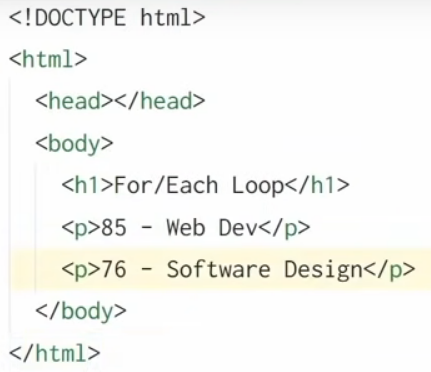 <!DOCTYPE html>
<html>
<head></head>
<body>
<h1>For/Each Loop</h1>
<p>85 - Web Dev</p>
<p>76 - Software Design</p>
</body>
</html>